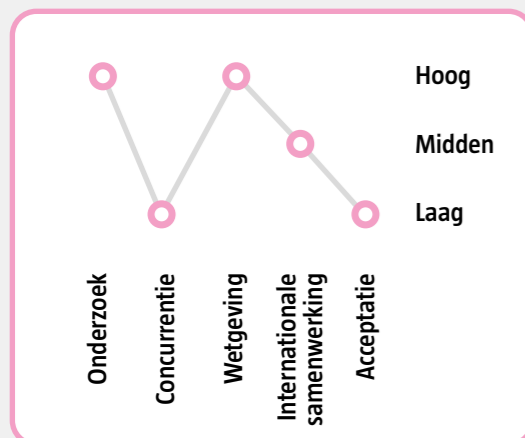 Hoog
Midden
Laag
Onderzoek
Concurrentie
Wetgeving
Internationale
samenwerking
Acceptatie